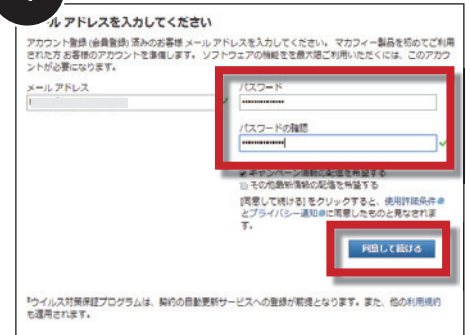 ール アドレスを入力してください
アカウント登録 (会員登録) 済みのお客様 メール アドレスを入力してください。 マカフィー製品を初めてご利用
された方 お客様のアカウントを準備します。 ソフトウェアの機能をを最大限ご利用いただくには、このアカウ
ントが必要になります。
メール アドレス
パスワード
パスワードの確認
キャンペーン情報の配信を希望する
その他最新情報の配信を希望する
[同意して続ける] をクリックすると、使用許諾条件
とプライバシー通知に同意したものと見なされま
す。
同意して続ける
*ウイルス対策保証プログラムは、契約の自動更新サービスへの登録が前提となります。また、他の利用規約
も適用されます。